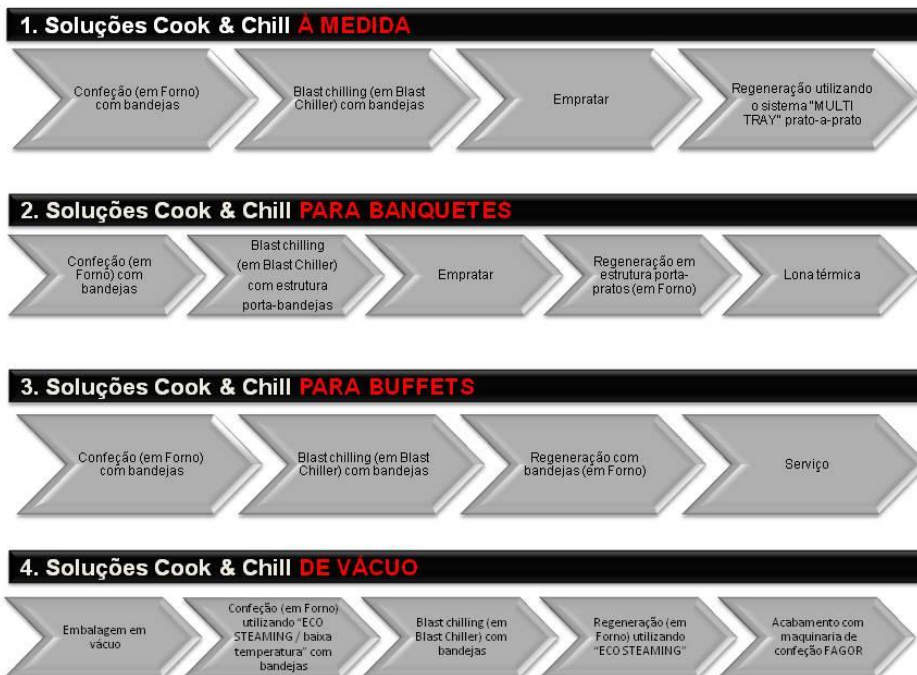 1. Soluções Cook & Chill À MEDIDA
Confeção (em Forno)
com bandejas
Blast chilling (em Blast
Chiller) com bandejas
Empratar
Regeneração utilizando
o sistema "MULTI
TRAY" prato-a-prato
2. Soluções Cook & Chill PARA BANQUETES
Confeção (em
Forno) com
bandejas
Blast chilling
(em Blast Chiller)
com estrutura
porta-bandejas
Empratar
Regeneração em
estrutura porta-
pratos (em Forno)
Lona térmica
3. Soluções Cook & Chill PARA BUFFETS
Confeção (em Forno)
com bandejas
Blast chilling (em Blast
Chiller) com bandejas
Regeneração com
bandejas (em Forno)
Serviço
4. Soluções Cook & Chill DE VÁCUO
Embalagem em
vácuo
Confeção (em Forno)
utilizando "ECO
STEAMING / baixa
temperatura" com
bandejas
Blast chilling (em
Blast Chiller) com
bandejas
Regeneração (em
Forno) utilizando
"ECO STEAMING"
Acabamento com
maquinaria de
confeção FAGOR